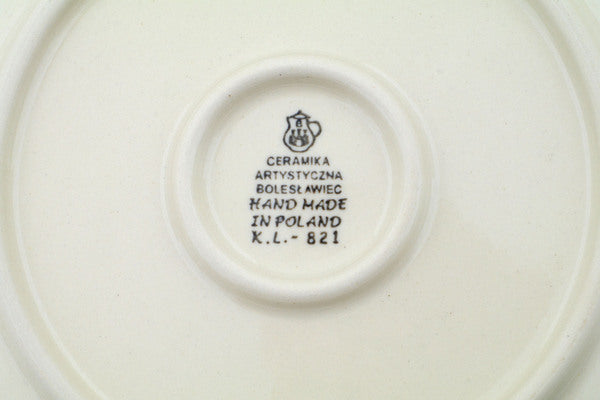 CERAMIKA
ARTYSTYCZNA
BOLESŁAWIEC
HAND MADE
IN POLAND
K.L.- 821